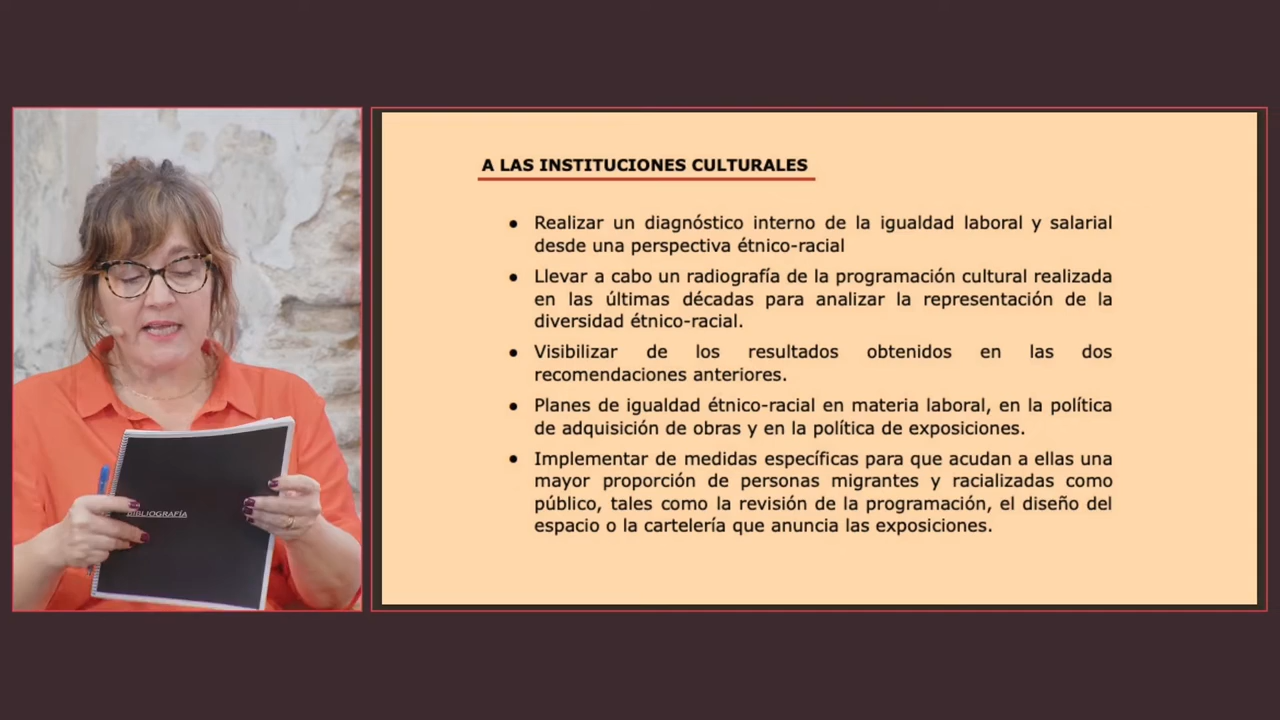 A LAS INSTITUCIONES CULTURALES
● Realizar un diagnóstico interno de la igualdad laboral y salarial
desde una perspectiva étnico-racial
● Llevar a cabo un radiografía de la programación cultural realizada
en las últimas décadas para analizar la representación de la
diversidad étnico-racial.
● Visibilizar de los resultados obtenidos en las dos
recomendaciones anteriores.
● Planes de igualdad étnico-racial en materia laboral, en la política
de adquisición de obras y en la política de exposiciones.
● Implementar de medidas específicas para que acudan a ellas una
mayor proporción de personas migrantes y racializadas como
público, tales como la revisión de la programación, el diseño del
espacio o la cartelería que anuncia las exposiciones.
BIBLIOGRAFÍA